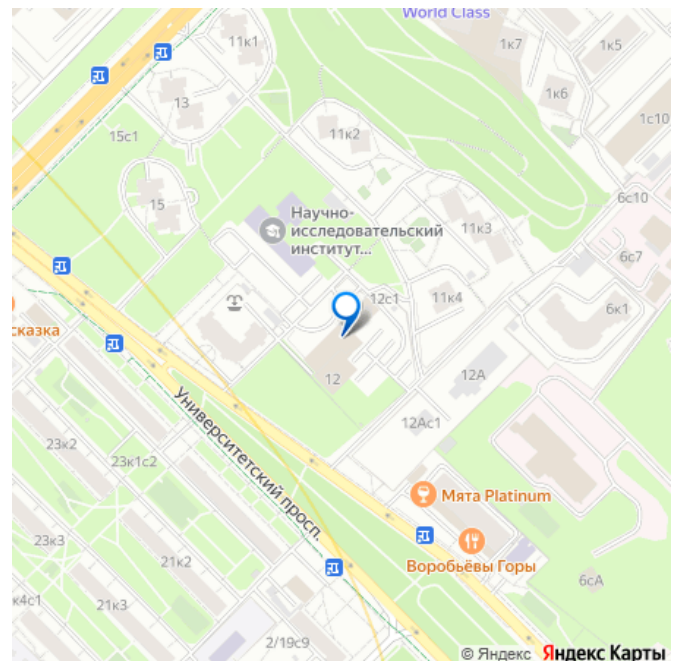 World Class
11к1
1к7
1к5
13
1к6
1с10
15с1
11к2
15
6с10
Научно-
исследовательский
институт...
11к3
6с7
12с1
11к4
6к1
сказка
12
12А
Университетский просп.
12Ас1
23к2
23к1с2
Мята Platinum
23к3
21к2
Воробьёвы Горы
6сА
к4с1
21к3
2/19с9
© Яндекс Яндекс Карты